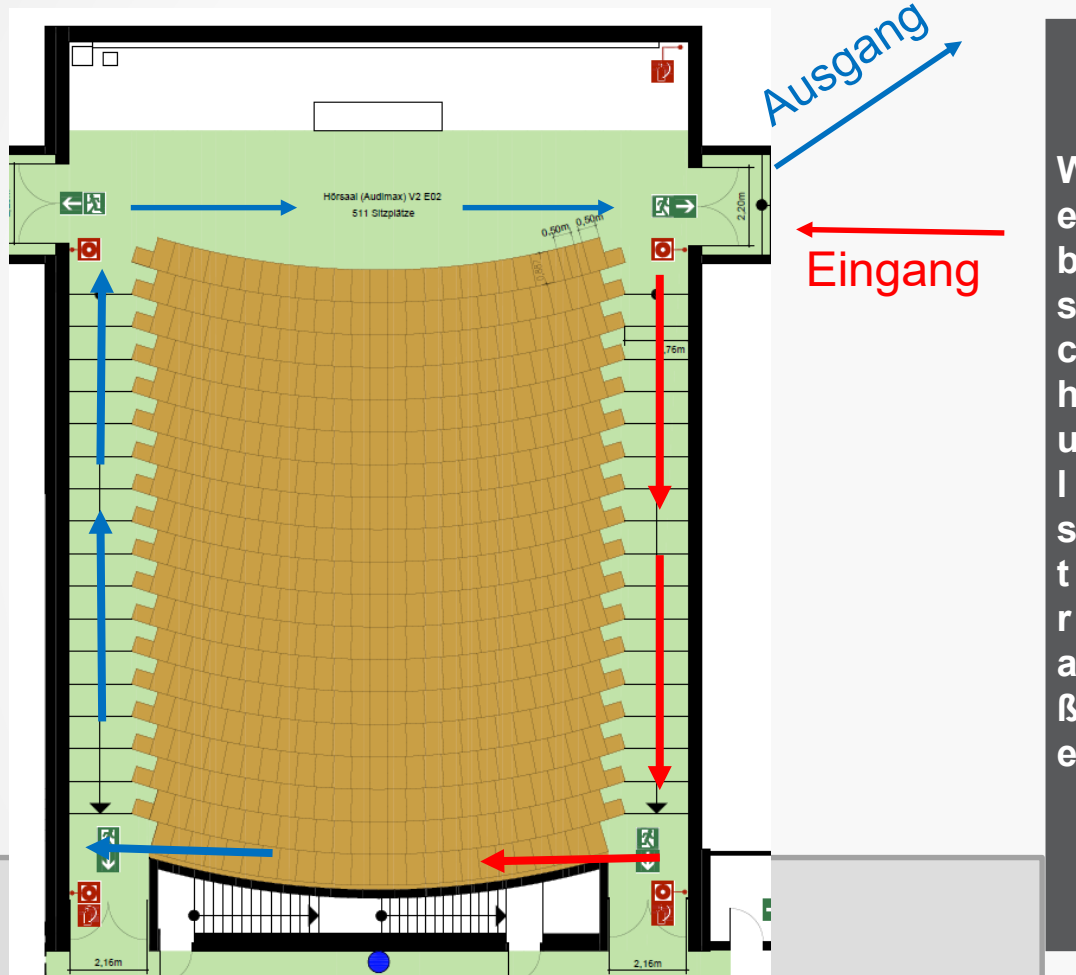 Ausgang
Hörsaal (Audimax) V2 E02
511 Sitzplätze
0,50m
0,50m
2,20m
Eingang
,76m
2,16m
2,16m
W
e
b
s
c
h
u
l
s
t
r
a
ß
e